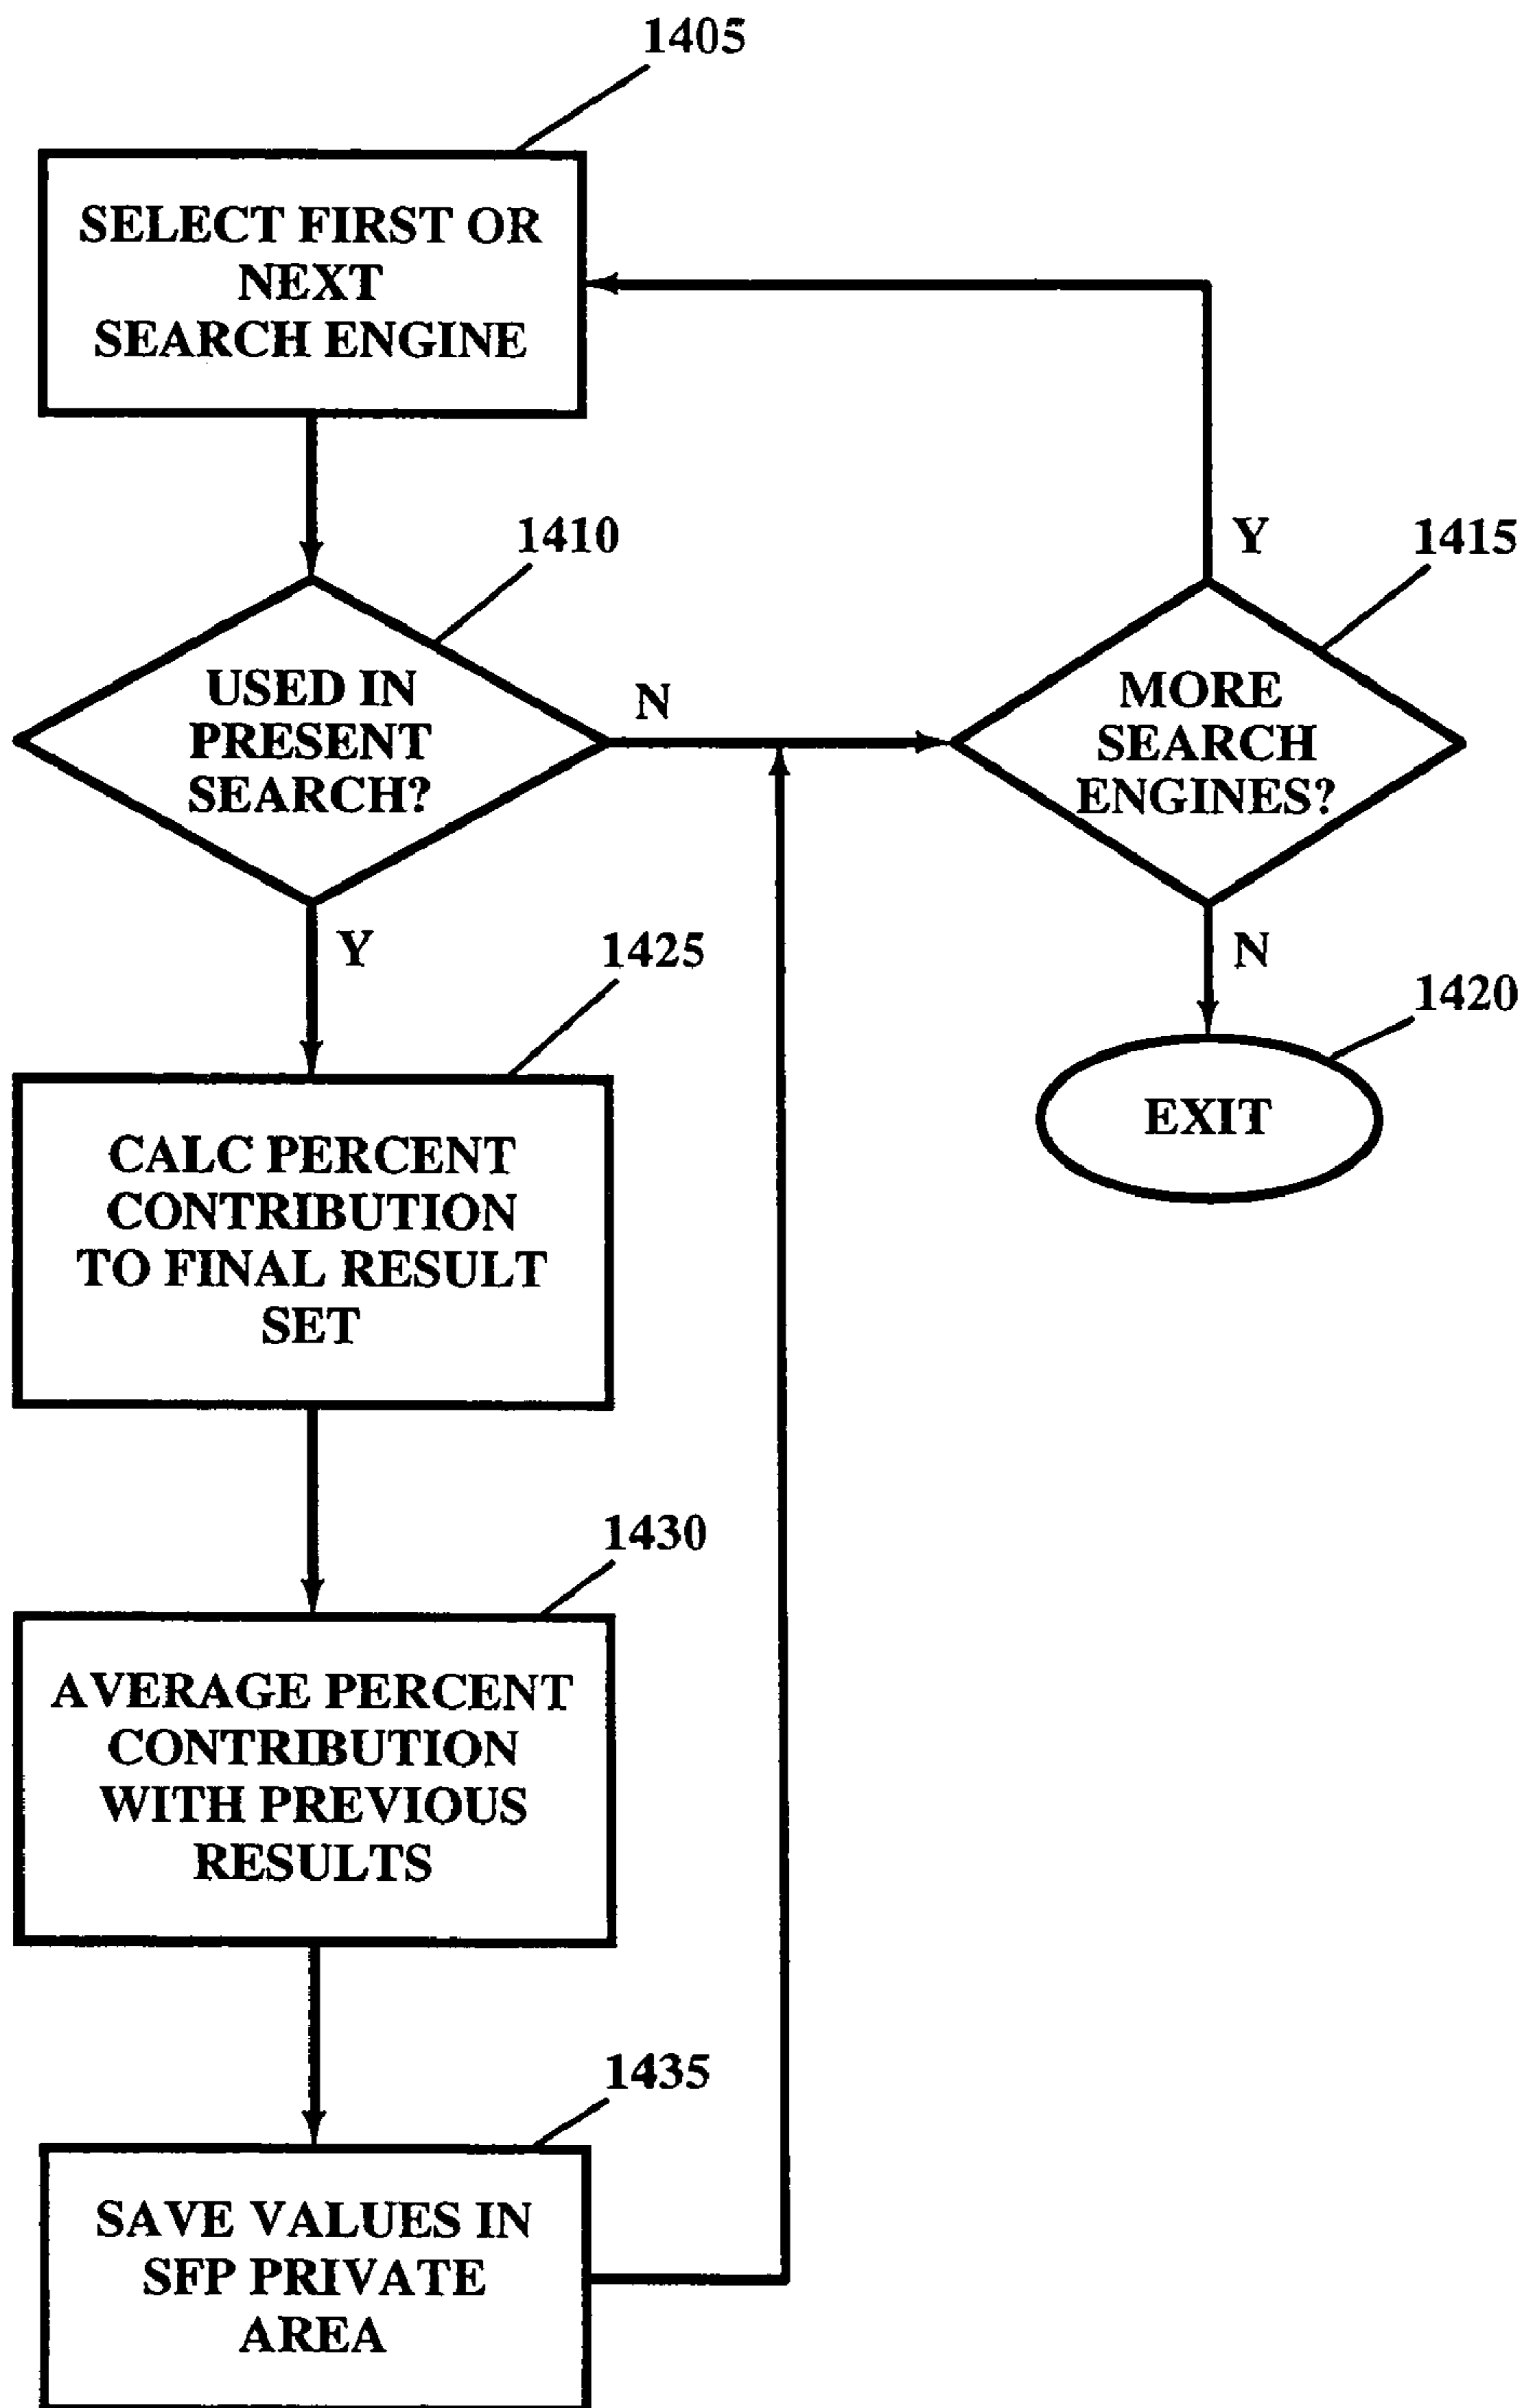 1405
SELECT FIRST OR
NEXT
SEARCH ENGINE
1410
USED IN
PRESENT
SEARCH?
N
Y
1415
MORE
SEARCH
ENGINES?
Y
N
1420
EXIT
1425
CALC PERCENT
CONTRIBUTION
TO FINAL RESULT
SET
1430
AVERAGE PERCENT
CONTRIBUTION
WITH PREVIOUS
RESULTS
1435
SAVE VALUES IN
SFP PRIVATE
AREA